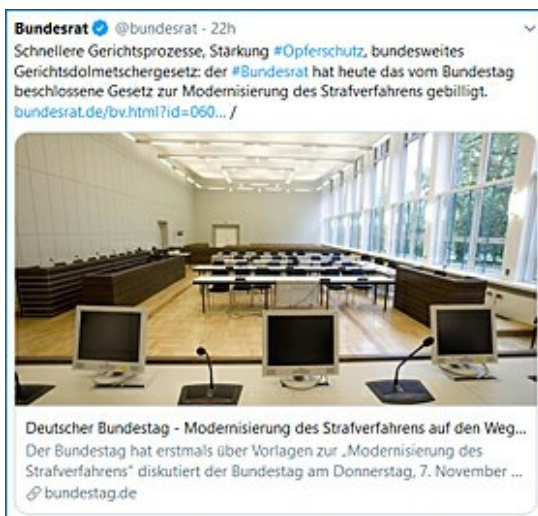 Bundesrat @bundesrat · 22h
Schnellere Gerichtsprozesse, Stärkung #Opferschutz, bundesweites
Gerichtsdolmetschergesetz: der #Bundesrat hat heute das vom Bundestag
beschlossene Gesetz zur Modernisierung des Strafverfahrens gebilligt.
bundesrat.de/bv.html?id=060... /
Deutscher Bundestag - Modernisierung des Strafverfahrens auf den Weg...
Der Bundestag hat erstmals über Vorlagen zur „Modernisierung des
Strafverfahrens“ diskutiert der Bundestag am Donnerstag, 7. November ...
bundestag.de